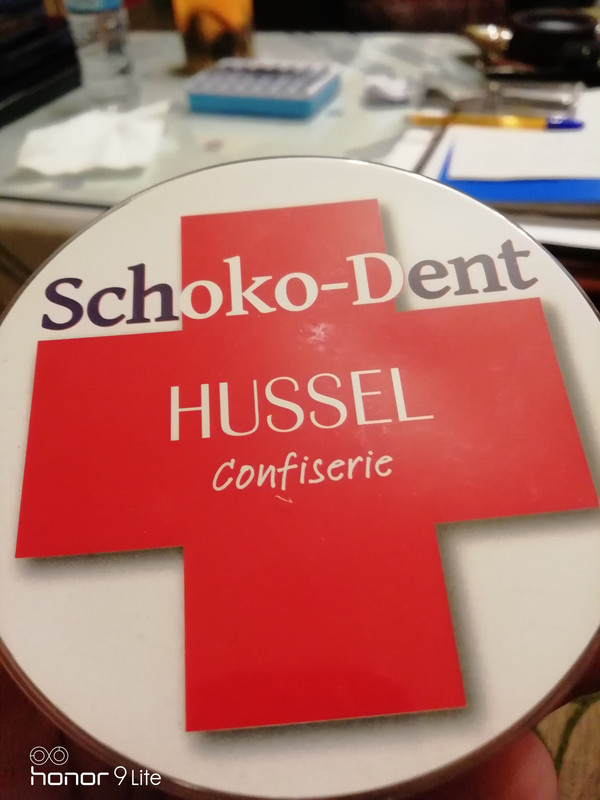 Schoko-Dent
HUSSEL
Confiserie
honor 9 Lite